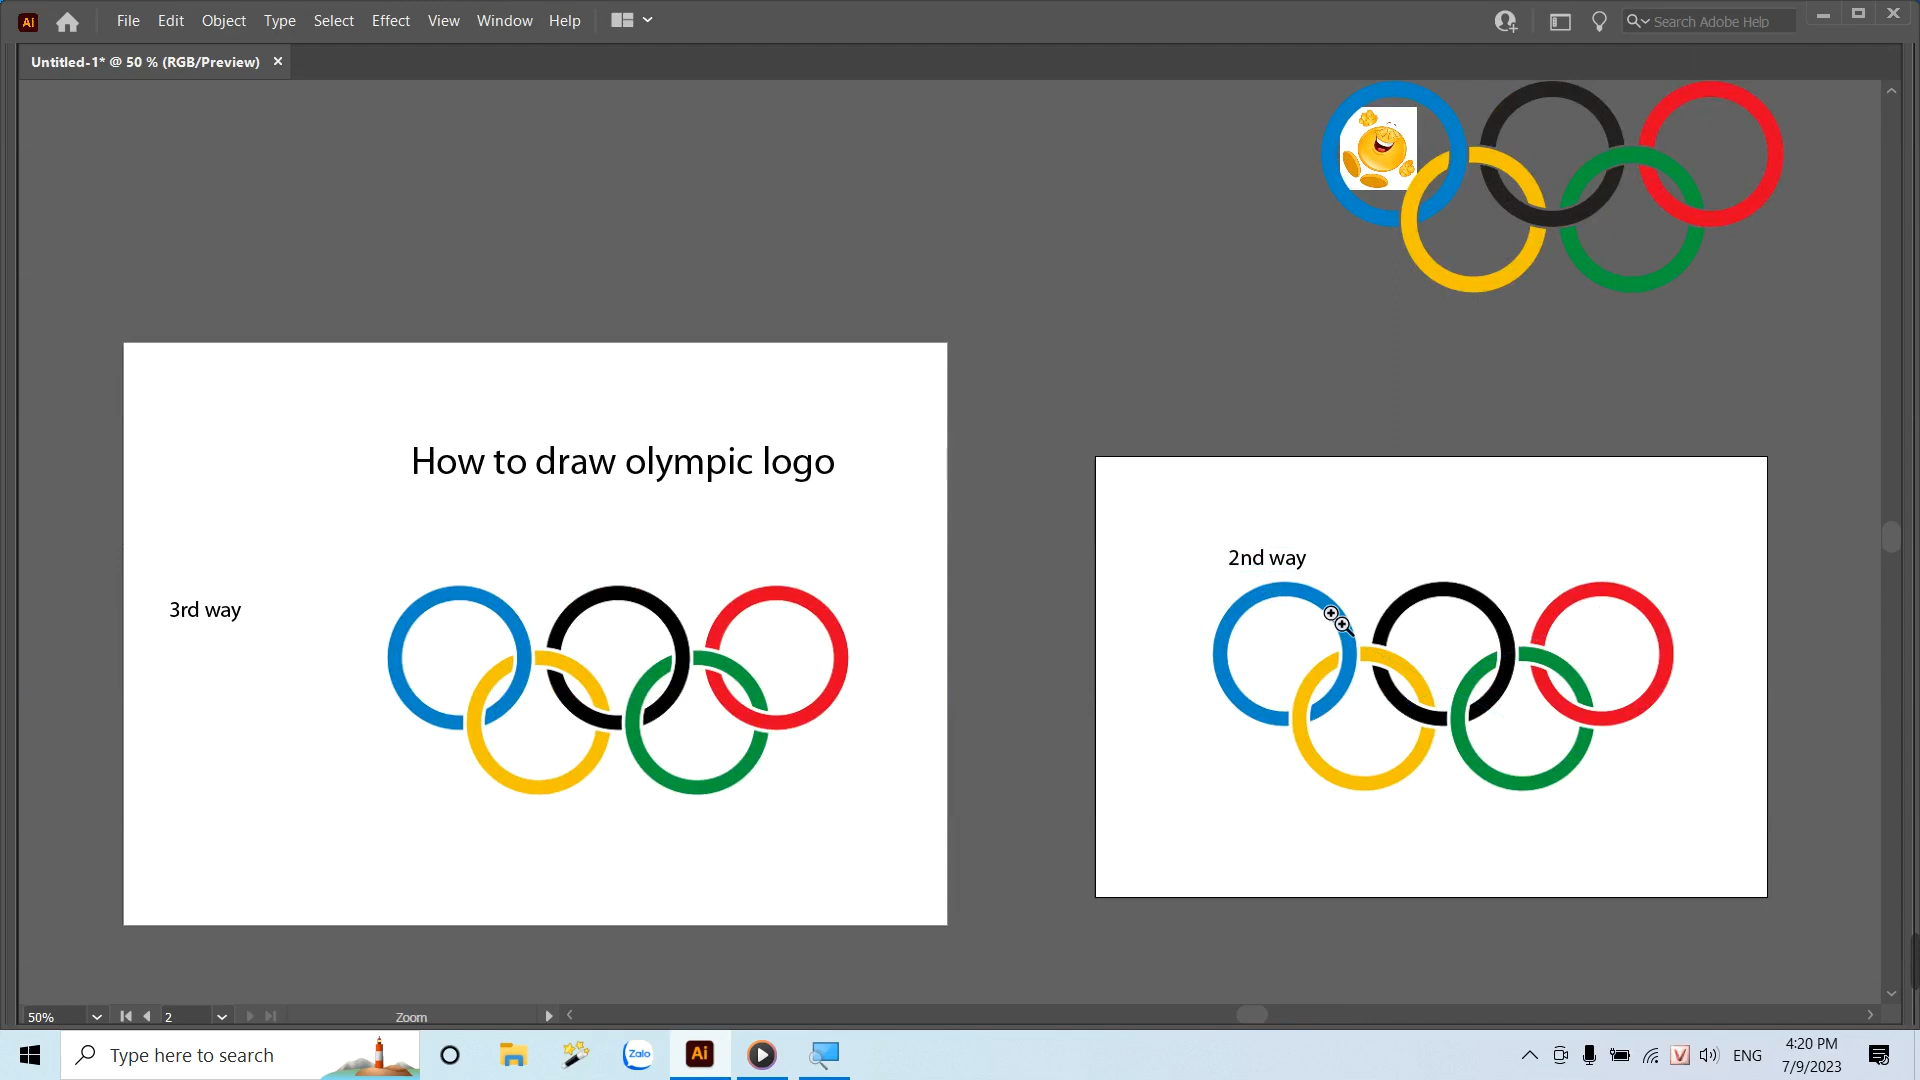 Ai File Edit Object Type Select Effect View Window Help Search Adobe Help
Untitled-1* @ 50 % (RGB/Preview) ×
How to draw olympic logo
2nd way
3rd way
50% 2 Zoom
Type here to search Zalo Ai V ENG 4:20 PM
7/9/2023